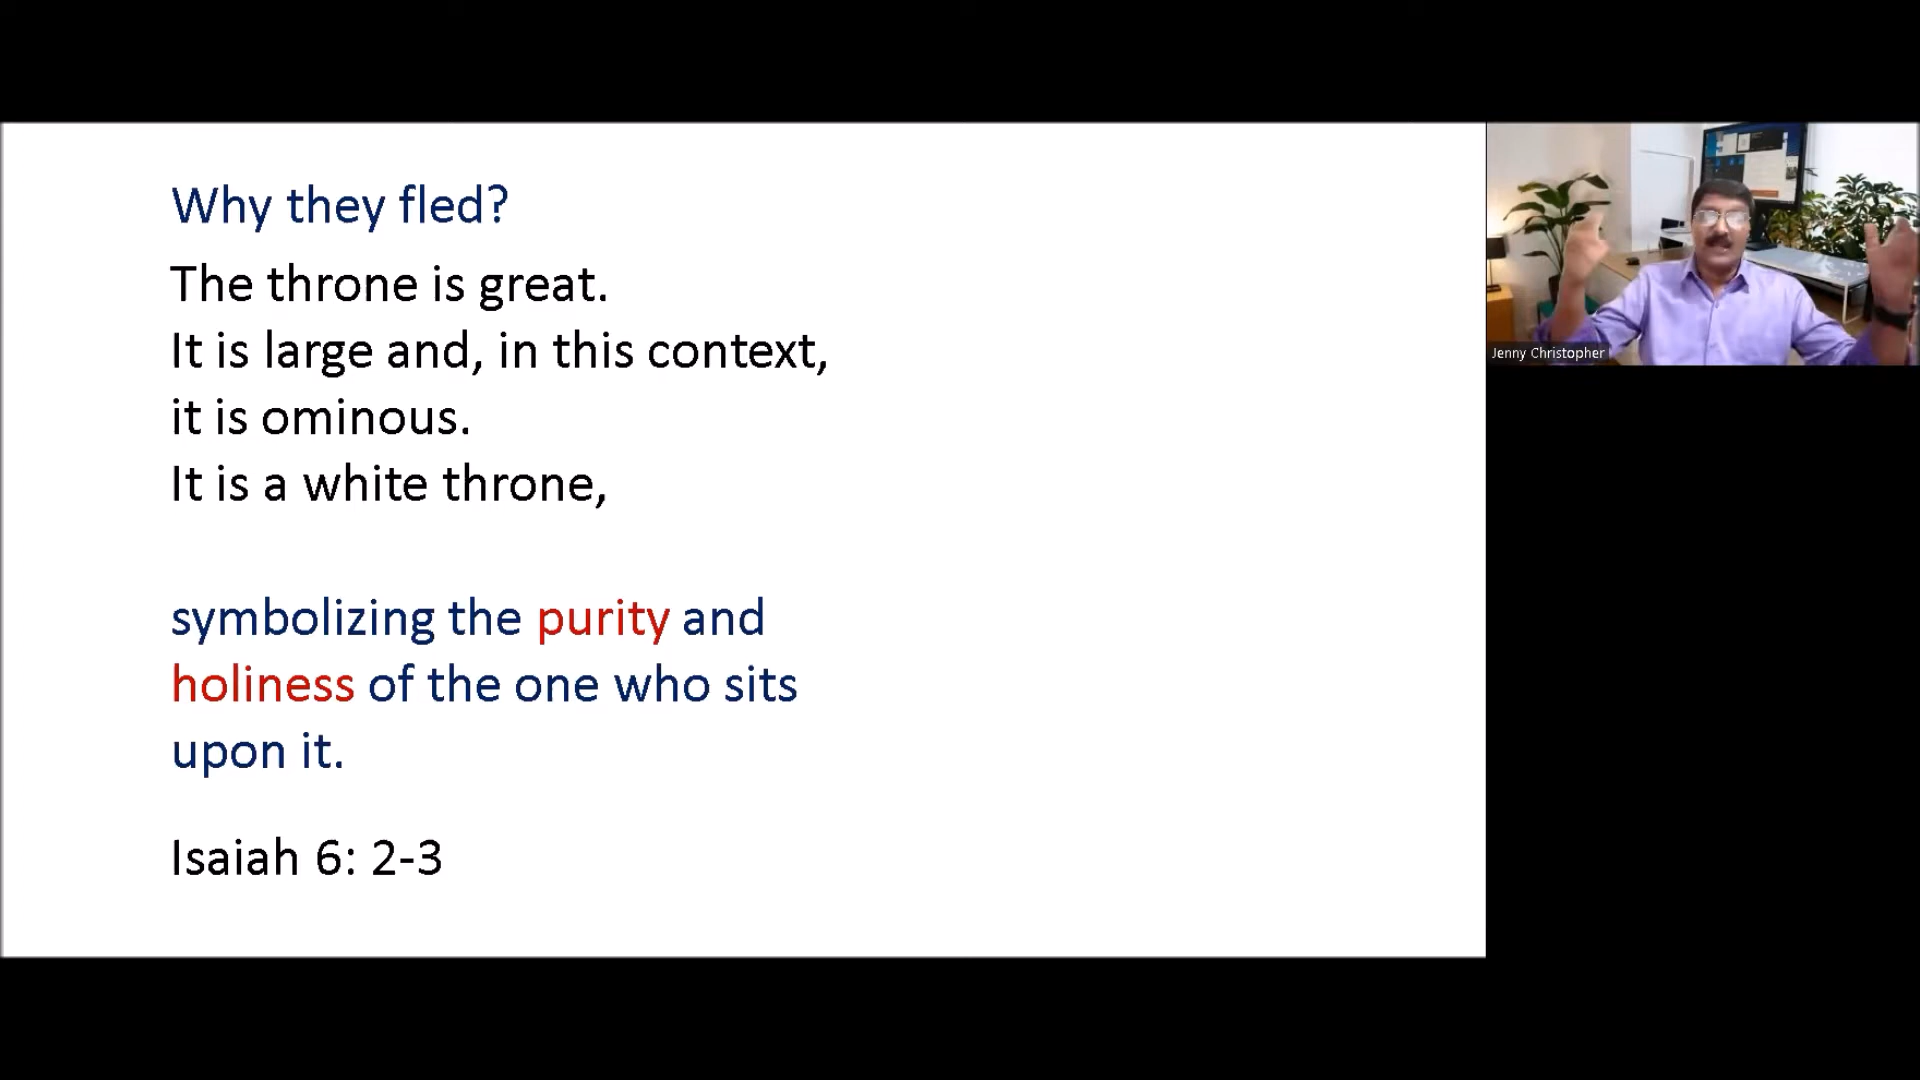 Why they fled?
The throne is great.
It is large and, in this context,
it is ominous.
It is a white throne,
symbolizing the purity and
holiness of the one who sits
upon it.
Isaiah 6: 2-3
Jenny Christopher